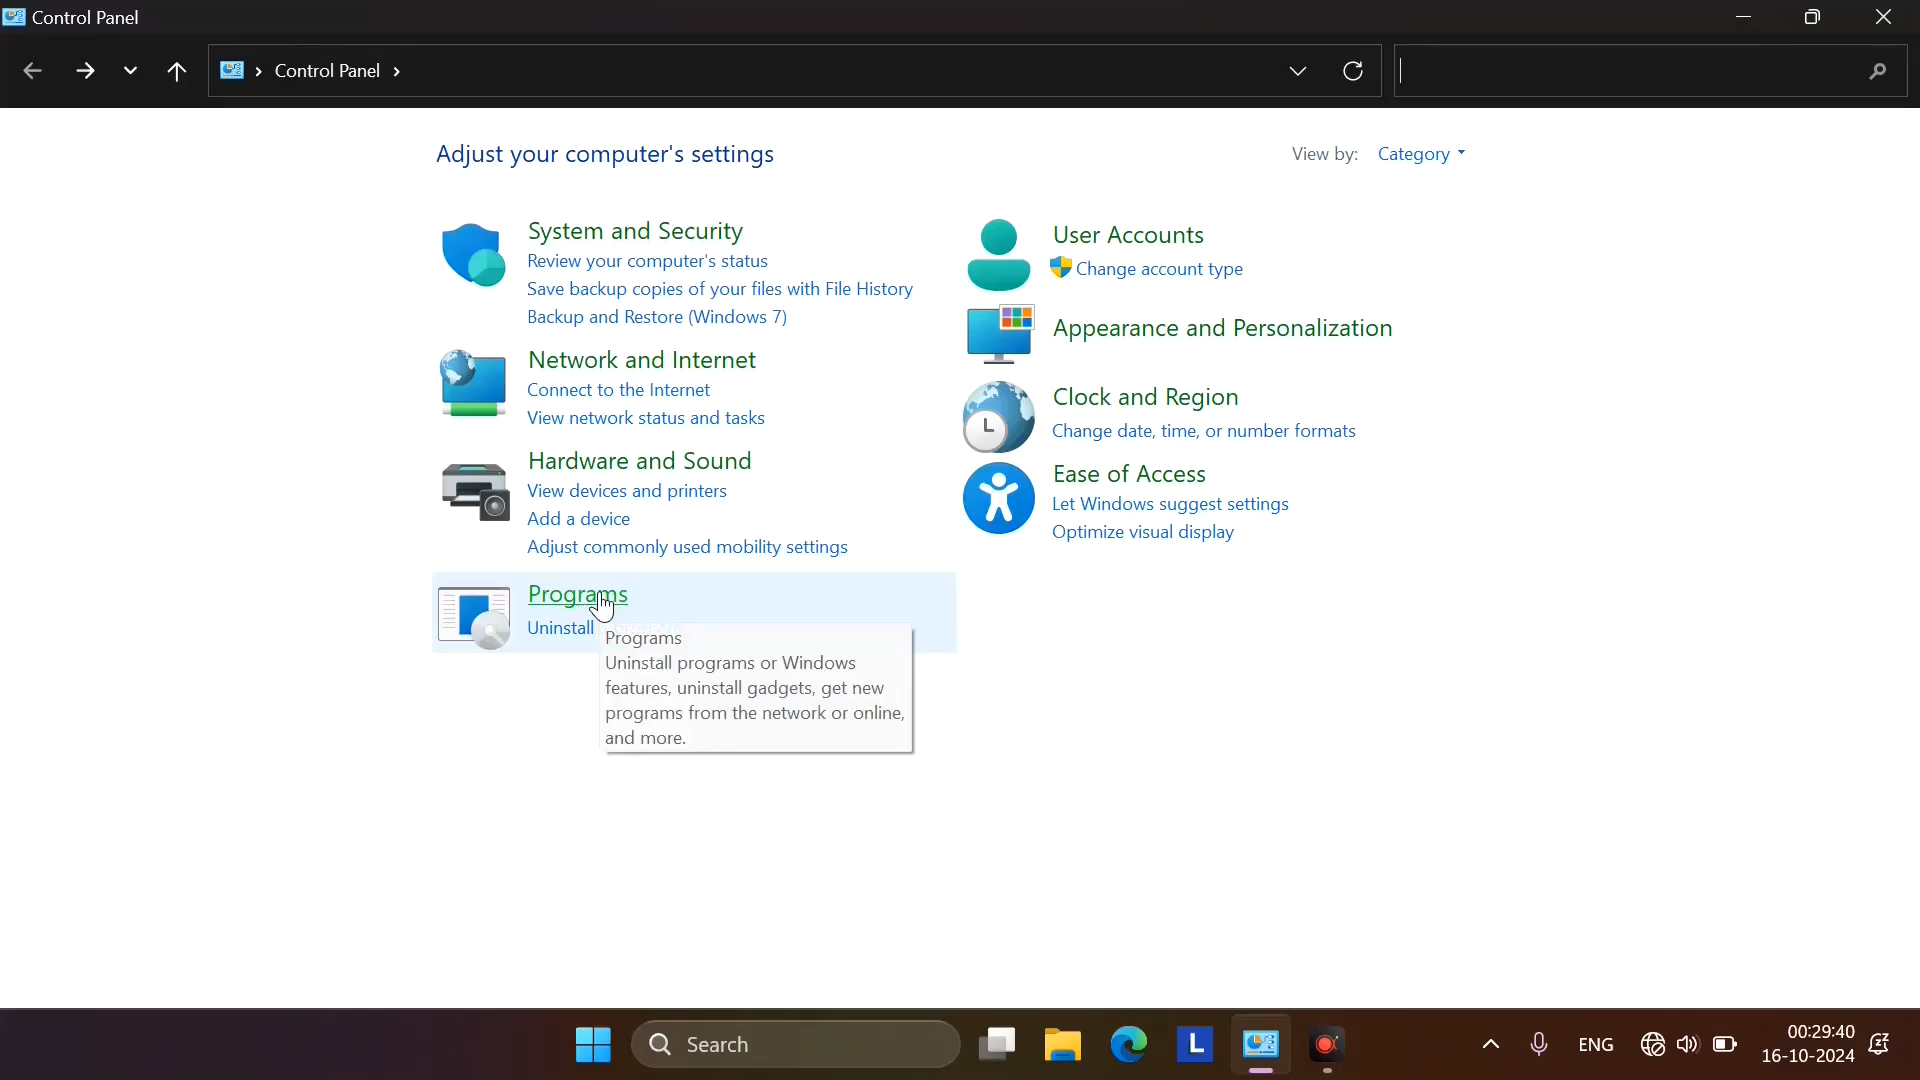 Control Panel
Control Panel
Adjust your computer's settings
View by: Category
System and Security
Review your computer's status
Save backup copies of your files with File History
Backup and Restore (Windows 7)
Network and Internet
Connect to the Internet
View network status and tasks
Hardware and Sound
View devices and printers
Add a device
Adjust commonly used mobility settings
Programs
Uninstall
Programs
Uninstall programs or Windows
features, uninstall gadgets, get new
programs from the network or online,
and more.
User Accounts
Change account type
Appearance and Personalization
Clock and Region
Change date, time, or number formats
Ease of Access
Let Windows suggest settings
Optimize visual display
Search
L
ENG
00:29:40
16-10-2024